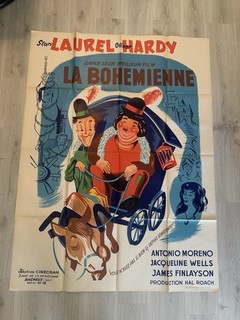 Stan LAUREL Oliver HARDY
DANS LEUR MEILLEUR FILM
LA BOHEMIENNE
ANTONIO MORENO
JACQUELINE WELLS
JAMES FINLAYSON
PRODUCTION HAL ROACH